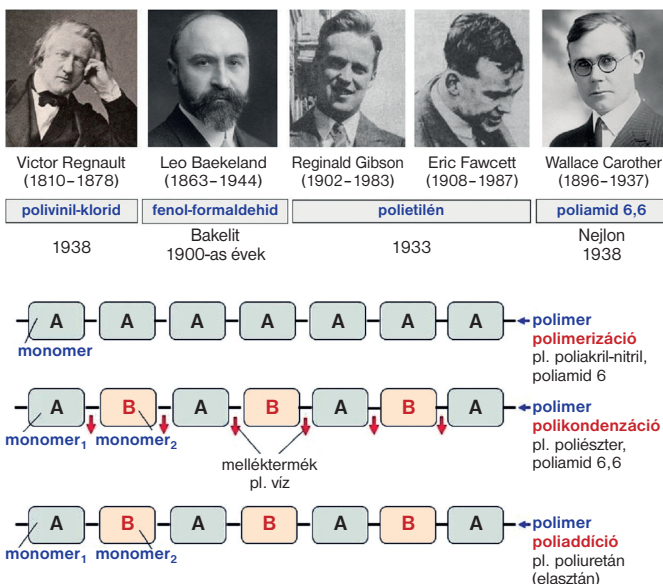 Victor Regnault
(1810–1878)
Leo Baekeland
(1863–1944)
Reginald Gibson
(1902–1983)
Eric Fawcett
(1908–1987)
Wallace Carother
(1896–1937)
polivinil-klorid
fenol-formaldehid
polietilén
poliamid 6,6
1938
Bakelit
1900-as évek
1933
Nejlon
1938
A A A A A A A
monomer
polimer
polimerizáció
pl. poliakril-nitril,
poliamid 6
A B A B A B A
monomer1 monomer2
melléktermék
pl. víz
polimer
polikondenzáció
pl. poliészter,
poliamid 6,6
A B A B A B A
monomer1 monomer2
polimer
poliaddíció
pl. poliuretán
(elasztán)